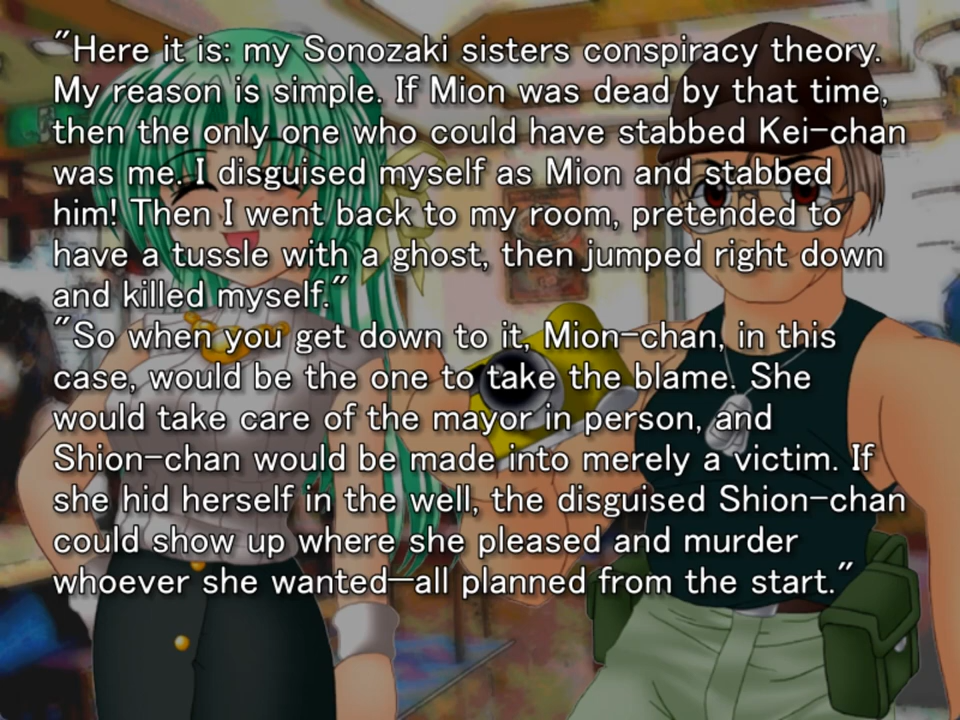 "Here it is: my Sonozaki sisters conspiracy theory.
My reason is simple. If Mion was dead by that time,
then the only one who could have stabbed Kei-chan
was me. I disguised myself as Mion and stabbed
him! Then I went back to my room, pretended to
have a tussle with a ghost, then jumped right down
and killed myself."
"So when you get down to it, Mion-chan, in this
case, would be the one to take the blame. She
would take care of the mayor in person, and
Shion-chan would be made into merely a victim. If
she hid herself in the well, the disguised Shion-chan
could show up where she pleased and murder
whoever she wanted—all planned from the start."